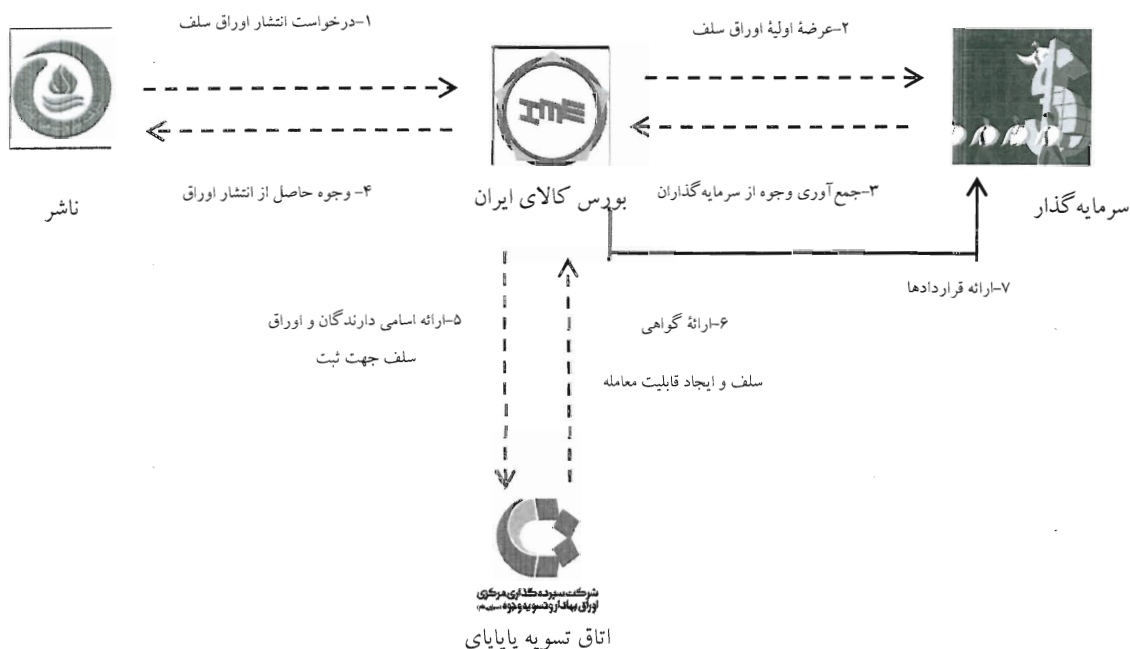 ۱-درخواست انتشار اوراق سلف
۲-عرضهٔ اولیهٔ اوراق سلف
۳-جمع‌آوری وجوه از سرمایه‌گذاران
۴- وجوه حاصل از انتشار اوراق
ناشر
بورس کالای ایران
سرمایه‌گذار
۷-ارائه قراردادها
۵-ارائه اسامی دارندگان و اوراق
سلف جهت ثبت
۶-ارائهٔ گواهی
سلف و ایجاد قابلیت معامله
شرکت سپرده‌گذاری مرکزی
اوراق بهادار و تسویه وجوه
اتاق تسویه پایاپای